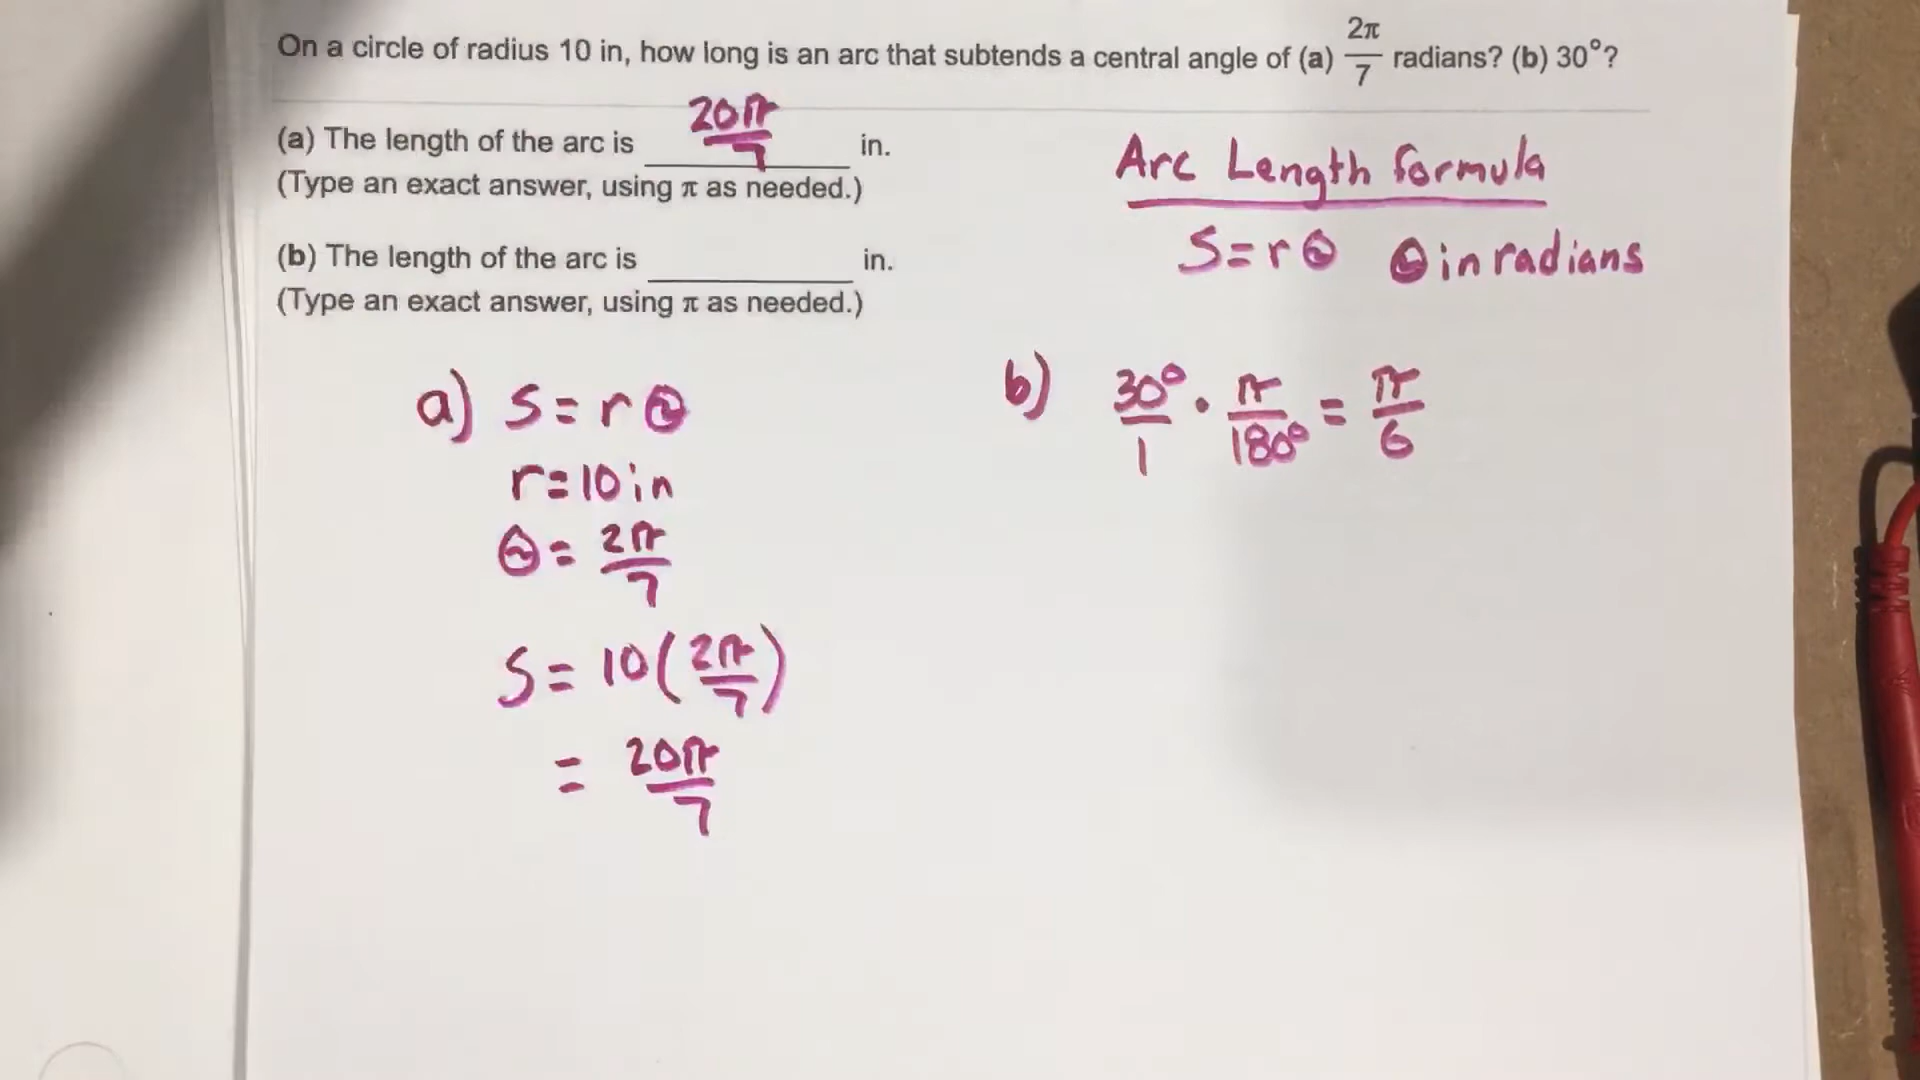 On a circle of radius 10 in, how long is an arc that subtends a central angle of (a) 2π/7 radians? (b) 30°?
(a) The length of the arc is 20π/7 in.
(Type an exact answer, using π as needed.)
(b) The length of the arc is ________ in.
(Type an exact answer, using π as needed.)
Arc Length formula
S=rθ θ in radians
a) S=rθ
r=10in
θ= 2π/7
S= 10(2π/7)
= 20π/7
b) 30°/1 · π/180° = π/6